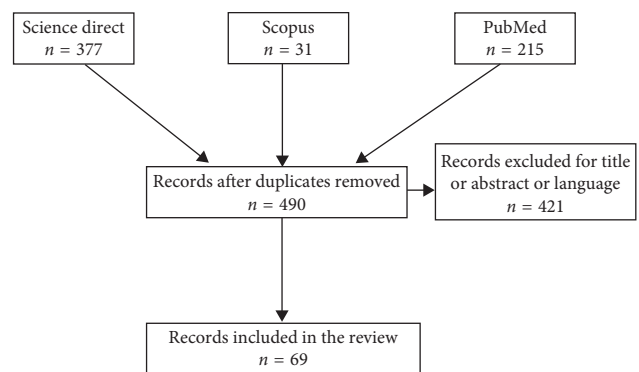 Science direct
n = 377
Scopus
n = 31
PubMed
n = 215
Records after duplicates removed
n = 490
Records excluded for title
or abstract or language
n = 421
Records included in the review
n = 69